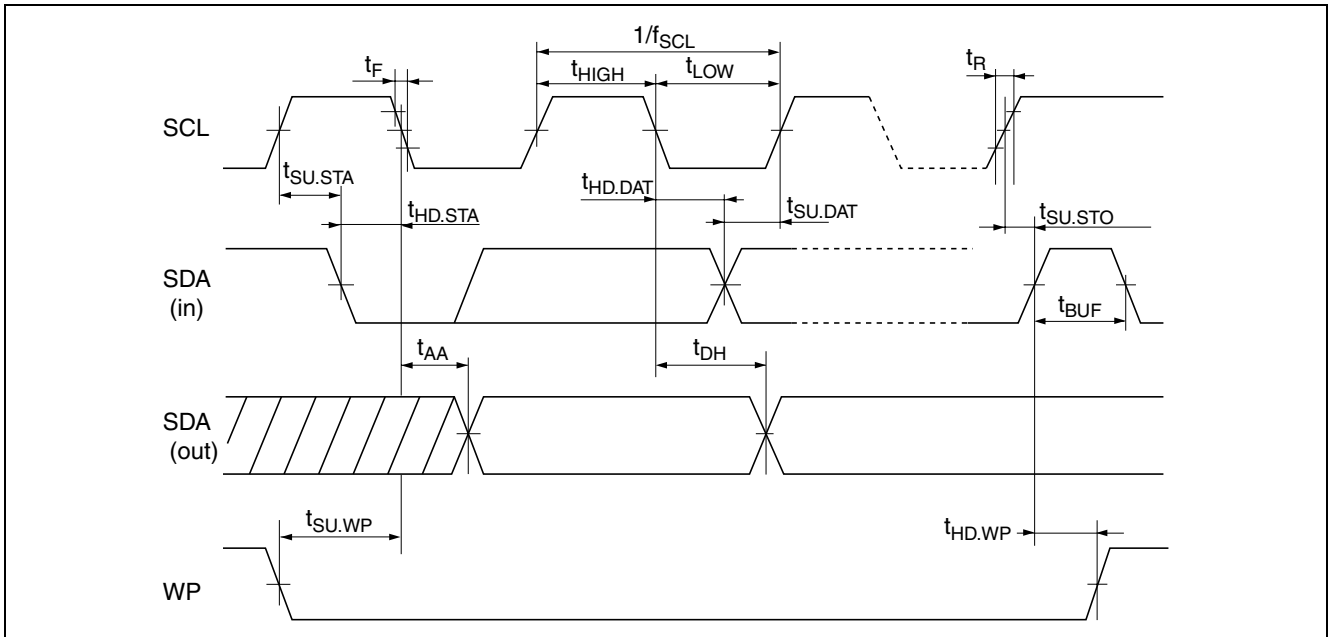 1/fSCL
tF
tHIGH
tLOW
tR
SCL
tSU.STA
tHD.STA
tHD.DAT
tSU.DAT
tSU.STO
SDA
(in)
tBUF
tAA
tDH
SDA
(out)
tSU.WP
tHD.WP
WP